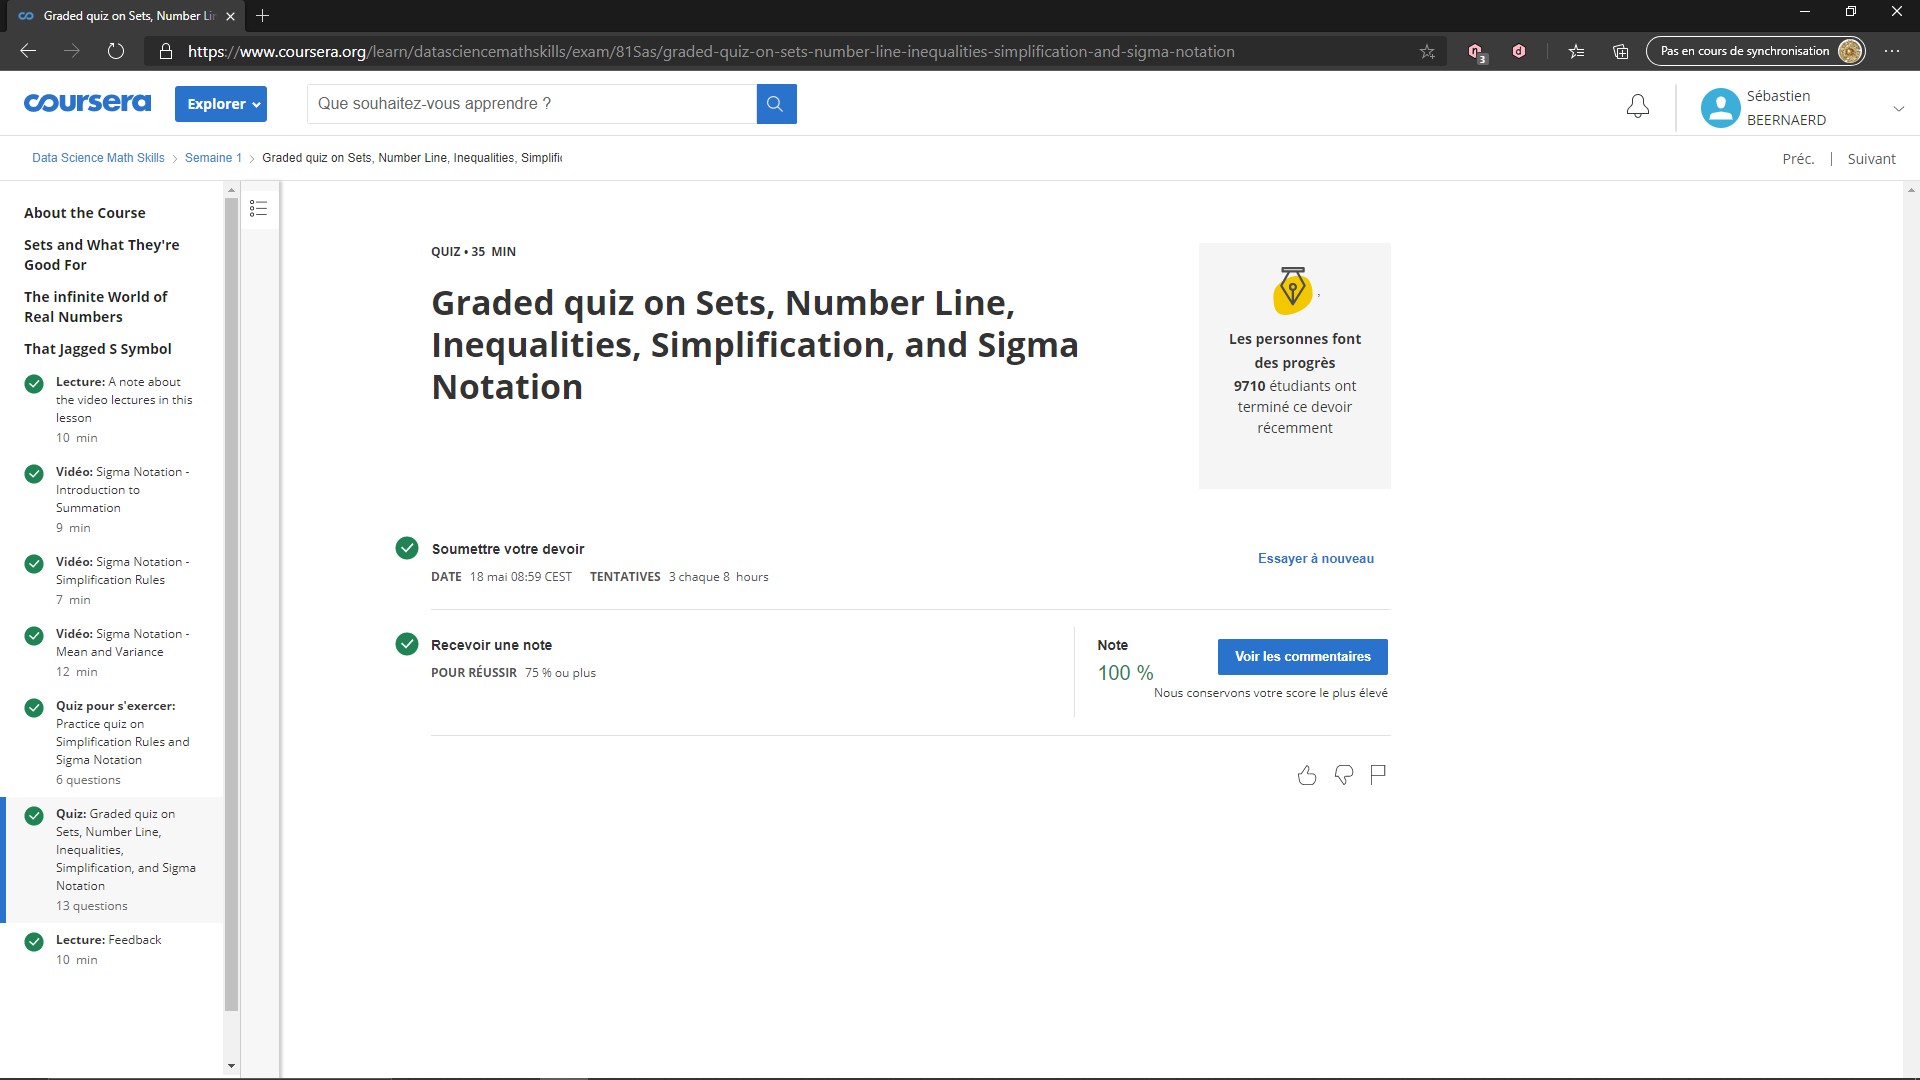 Graded quiz on Sets, Number Li
https://www.coursera.org/learn/datasciencemathskills/exam/81Sas/graded-quiz-on-sets-number-line-inequalities-simplification-and-sigma-notation
3
Pas en cours de synchronisation
coursera
Explorer
Que souhaitez-vous apprendre ?
Sébastien
BEERNAERD
Data Science Math Skills
Semaine 1
Graded quiz on Sets, Number Line, Inequalities, Simplific
Préc.
Suivant
About the Course
Sets and What They're
Good For
The infinite World of
Real Numbers
That Jagged S Symbol
Lecture: A note about
the video lectures in this
lesson
10 min
Vidéo: Sigma Notation -
Introduction to
Summation
9 min
Vidéo: Sigma Notation -
Simplification Rules
7 min
Vidéo: Sigma Notation -
Mean and Variance
12 min
Quiz pour s'exercer:
Practice quiz on
Simplification Rules and
Sigma Notation
6 questions
Quiz: Graded quiz on
Sets, Number Line,
Inequalities,
Simplification, and Sigma
Notation
13 questions
Lecture: Feedback
10 min
QUIZ • 35 MIN
Graded quiz on Sets, Number Line,
Inequalities, Simplification, and Sigma
Notation
Les personnes font
des progrès
9710 étudiants ont
terminé ce devoir
récemment
Soumettre votre devoir
DATE 18 mai 08:59 CEST TENTATIVES 3 chaque 8 hours
Essayer à nouveau
Recevoir une note
POUR RÉUSSIR 75 % ou plus
Note
100 %
Voir les commentaires
Nous conservons votre score le plus élevé